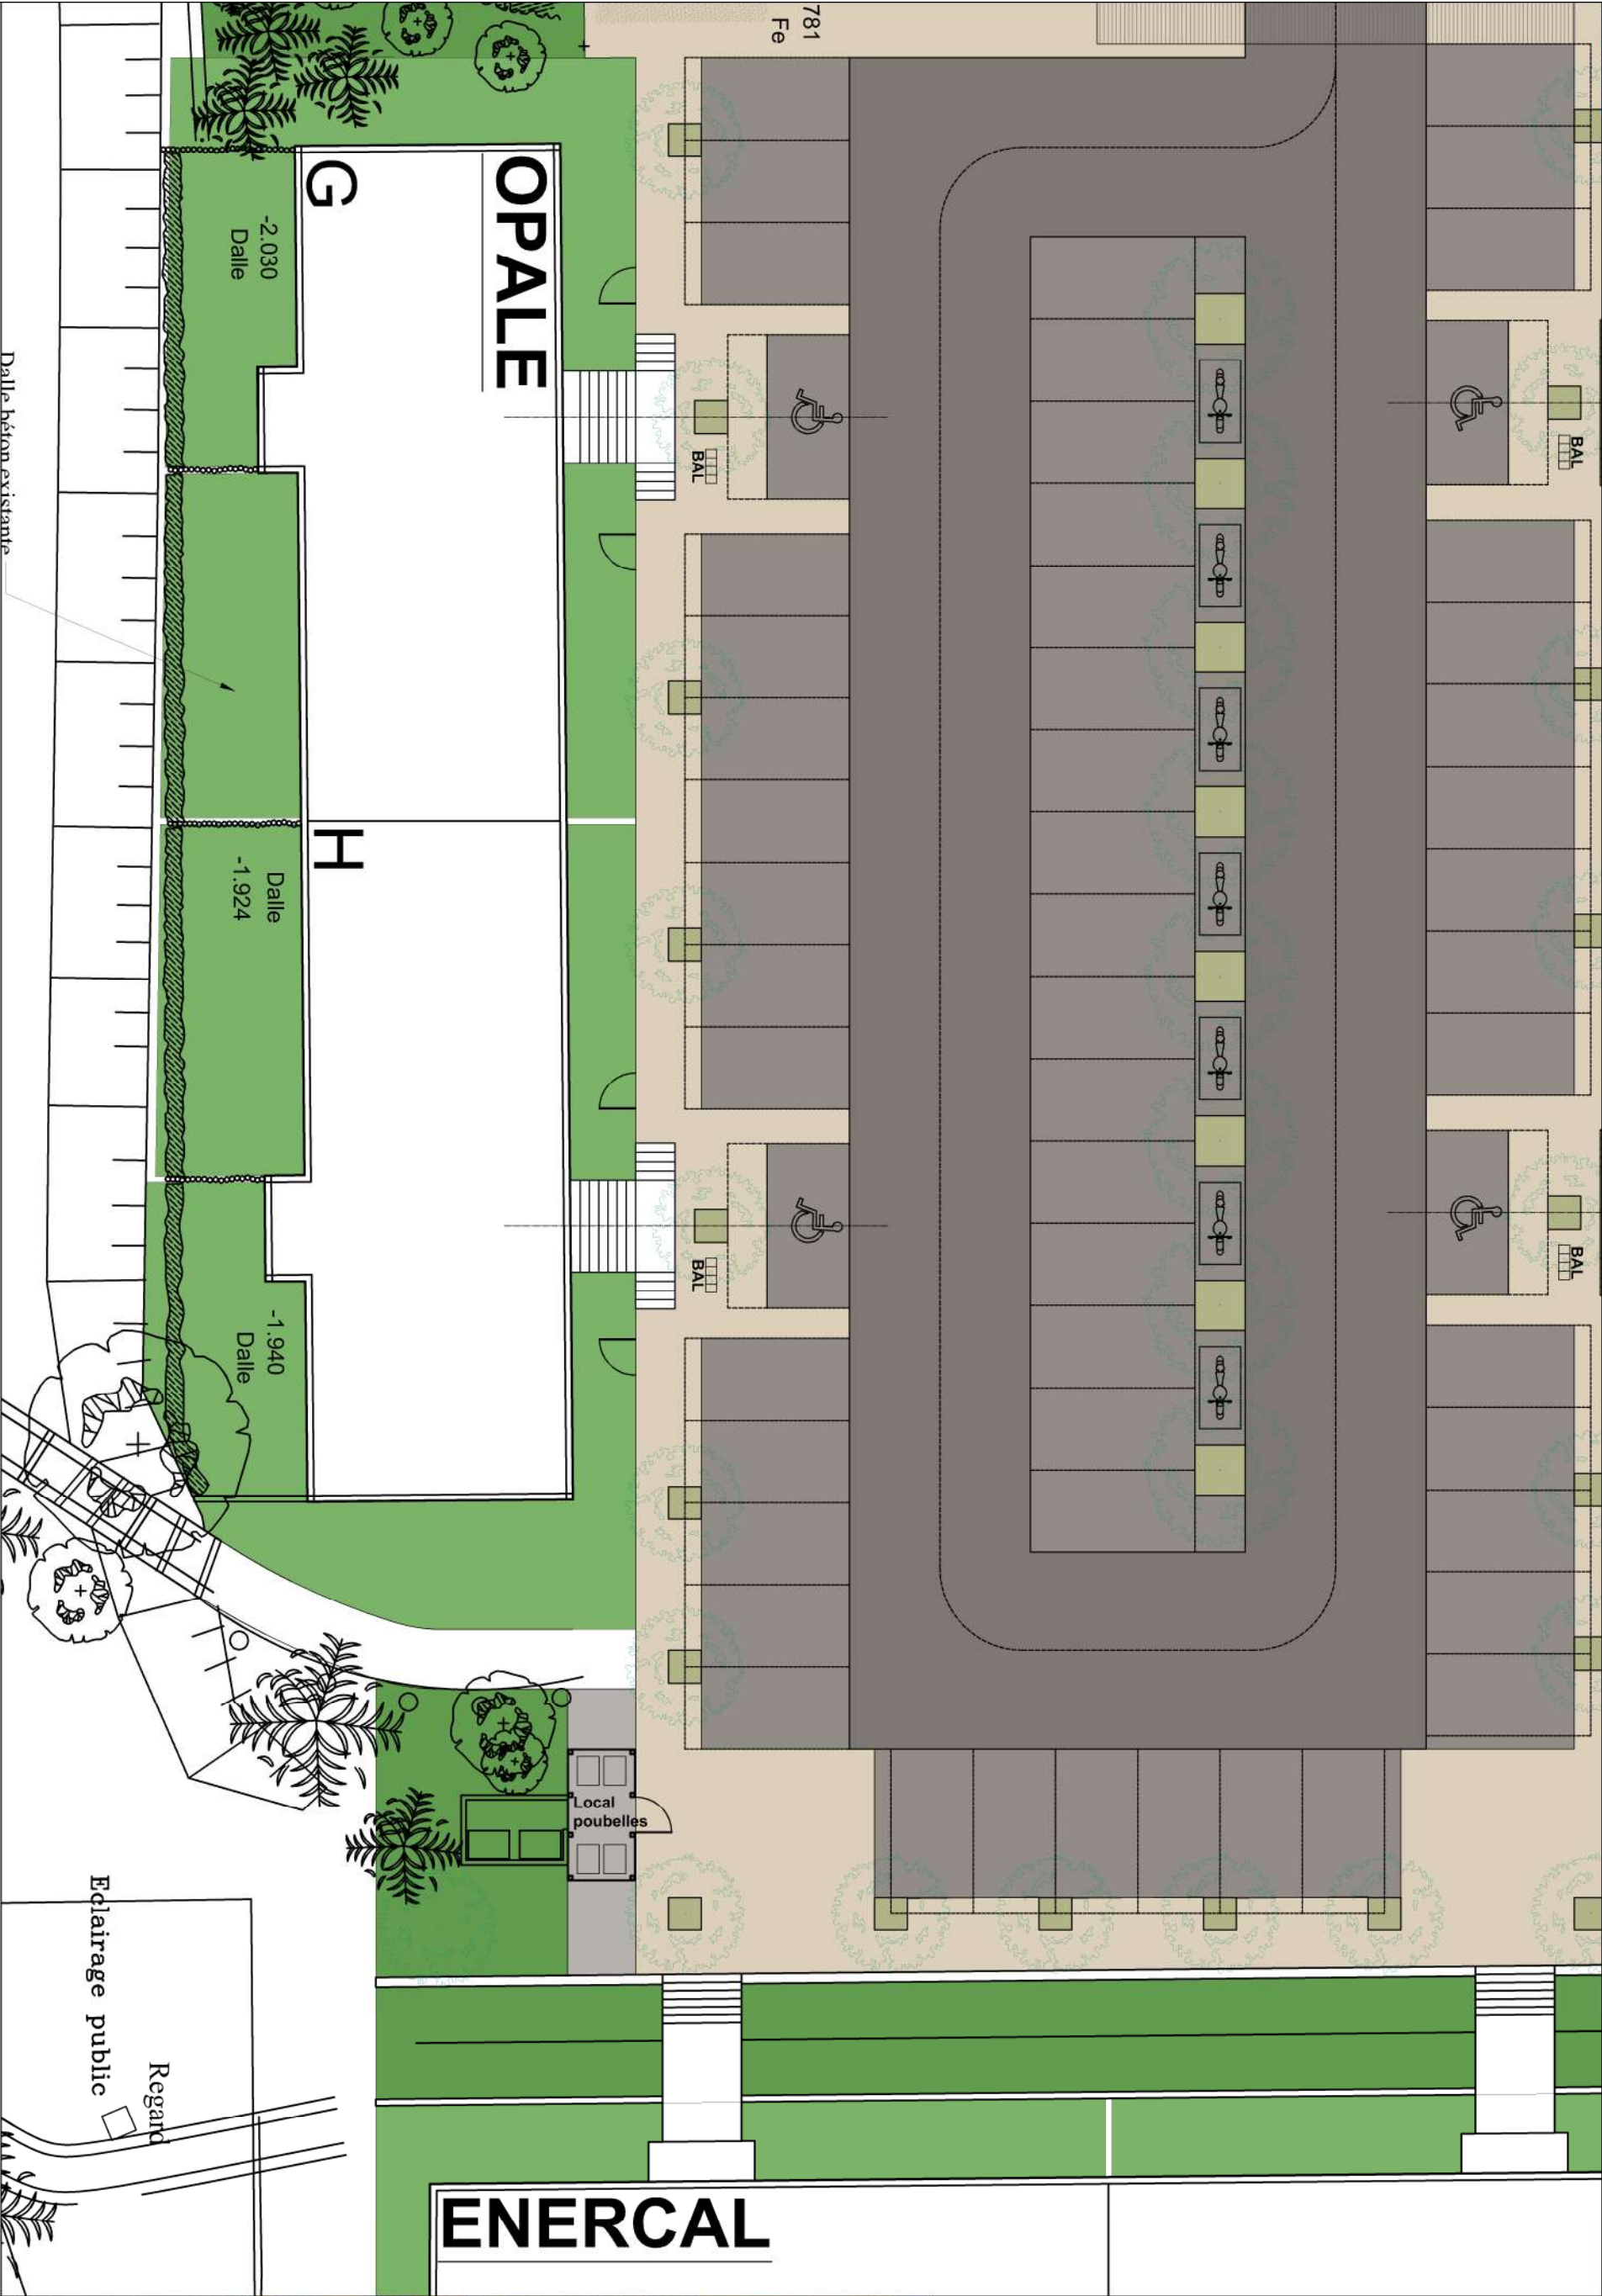 781
Fe
OPALE
G
-2.030
Dalle
BAL
BAL
Dalle béton existante
H
Dalle
-1.924
BAL
BAL
-1.940
Dalle
Local
poubelles
Eclairage public
Regard
ENERCAL